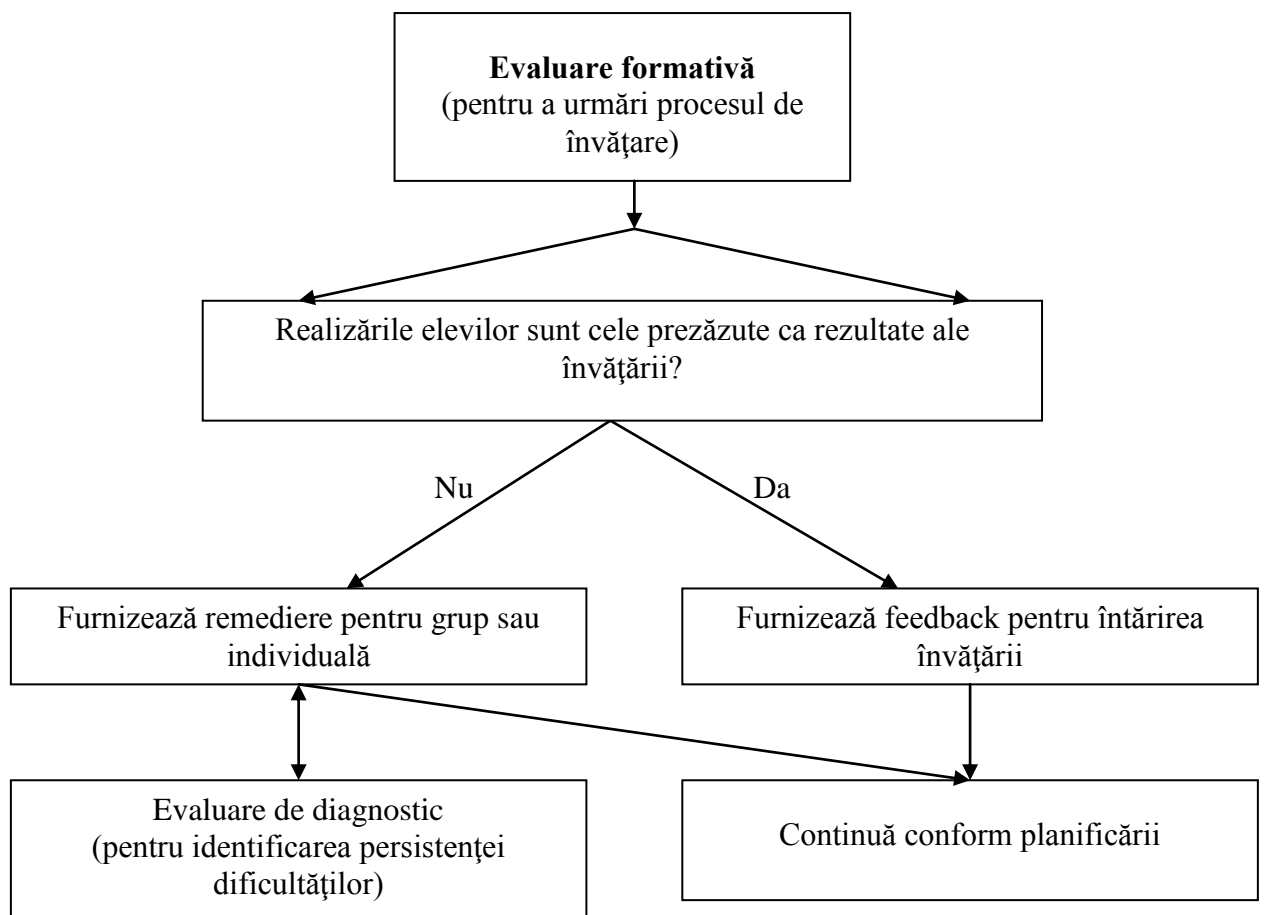 Evaluare formativă
(pentru a urmări procesul de
învăţare)
Realizările elevilor sunt cele prezăzute ca rezultate ale
învăţării?
Nu
Da
Furnizează remediere pentru grup sau
individuală
Furnizează feedback pentru întărirea
învăţării
Evaluare de diagnostic
(pentru identificarea persistenţei
dificultăţilor)
Continuă conform planificării